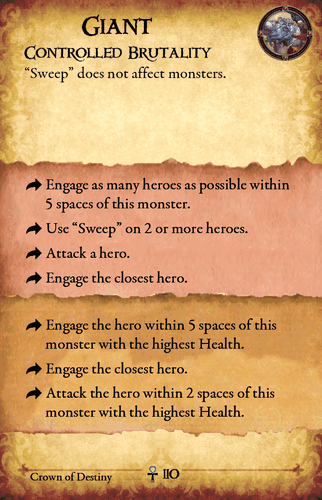 Giant
Controlled Brutality
“Sweep” does not affect monsters.
Engage as many heroes as possible within
5 spaces of this monster.
Use “Sweep” on 2 or more heroes.
Attack a hero.
Engage the closest hero.
Engage the hero within 5 spaces of this
monster with the highest Health.
Engage the closest hero.
Attack the hero within 2 spaces of this
monster with the highest Health.
Crown of Destiny 110